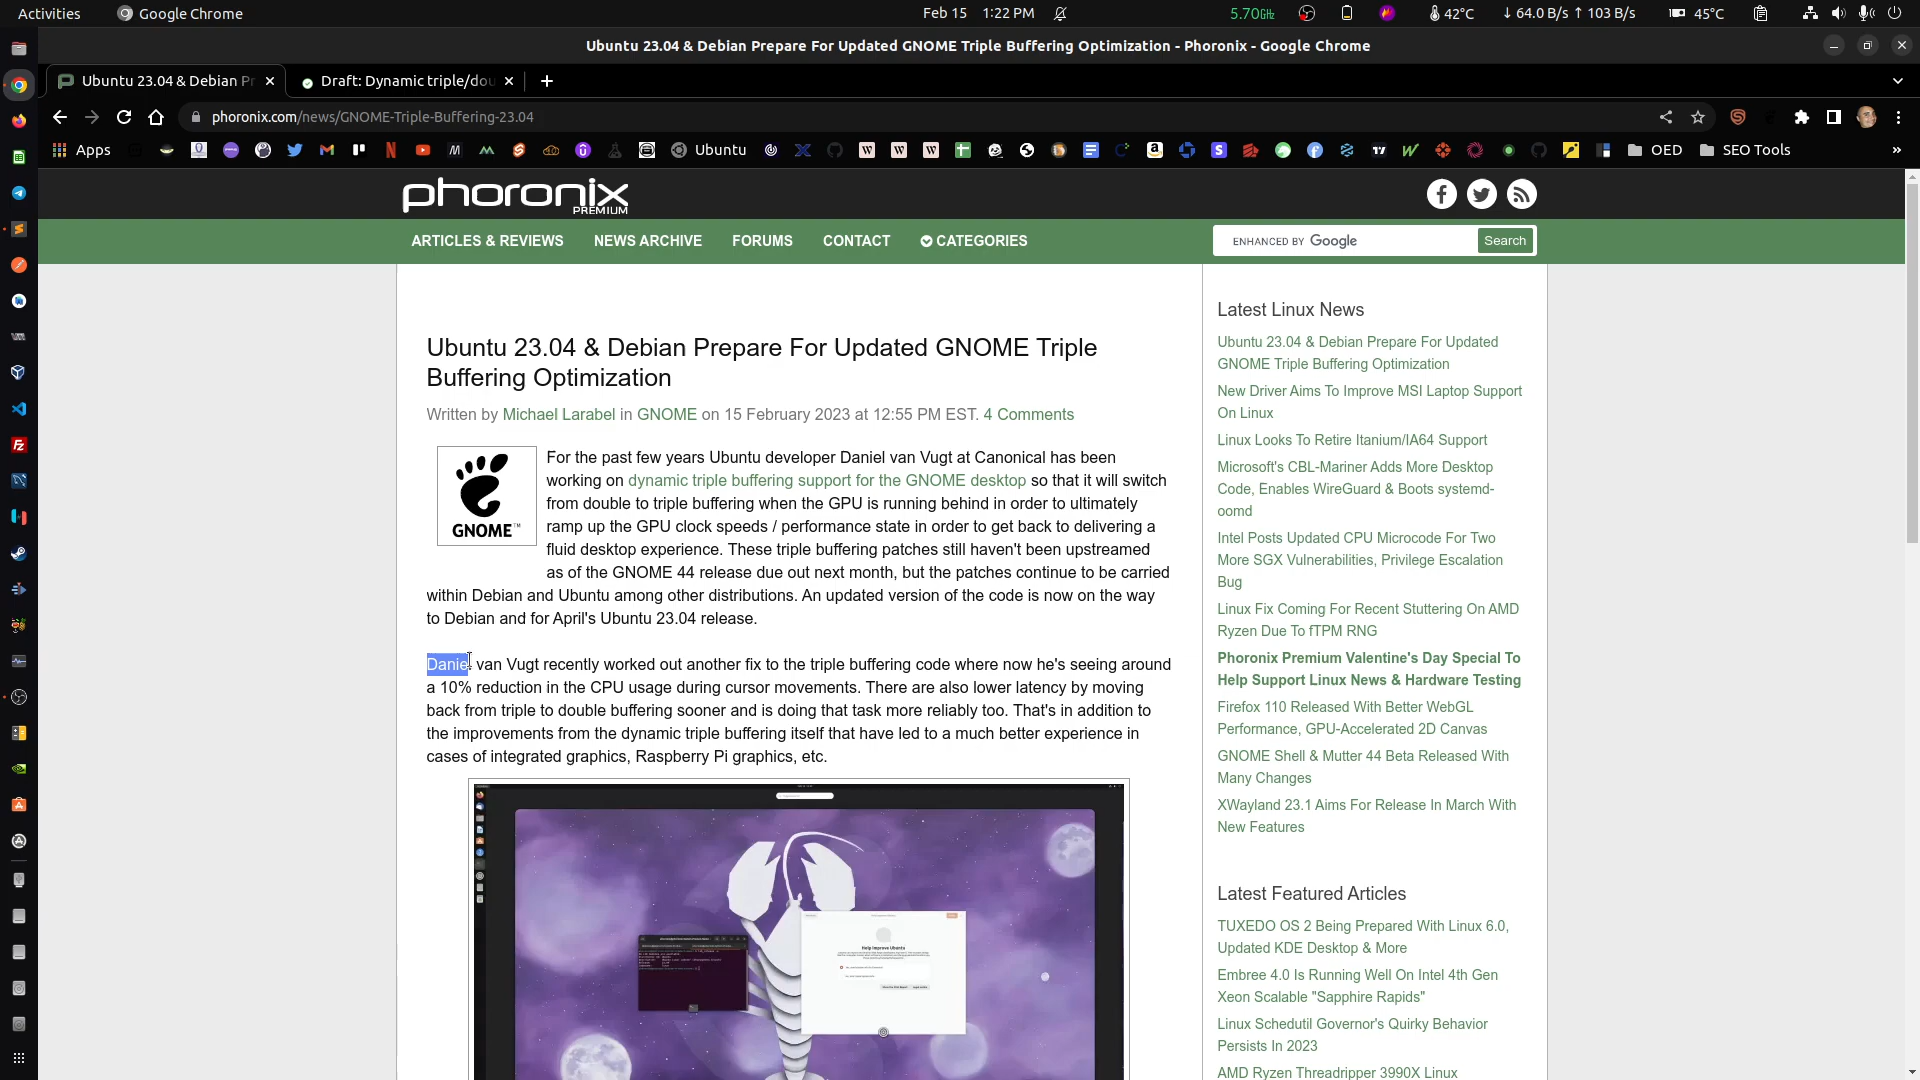 Activities
Google Chrome
Feb 15 1:22 PM
5.70GHz
42°C
↓ 64.0 B/s ↑ 103 B/s
45°C
Ubuntu 23.04 & Debian Prepare For Updated GNOME Triple Buffering Optimization - Phoronix - Google Chrome
Ubuntu 23.04 & Debian Pr
Draft: Dynamic triple/dou
phoronix.com/news/GNOME-Triple-Buffering-23.04
Apps
Ubuntu
OED
SEO Tools
phoronix
PREMIUM
ARTICLES & REVIEWS
NEWS ARCHIVE
FORUMS
CONTACT
CATEGORIES
ENHANCED BY Google
Search
Ubuntu 23.04 & Debian Prepare For Updated GNOME Triple
Buffering Optimization
Written by Michael Larabel in GNOME on 15 February 2023 at 12:55 PM EST. 4 Comments
GNOME™
For the past few years Ubuntu developer Daniel van Vugt at Canonical has been
working on dynamic triple buffering support for the GNOME desktop so that it will switch
from double to triple buffering when the GPU is running behind in order to ultimately
ramp up the GPU clock speeds / performance state in order to get back to delivering a
fluid desktop experience. These triple buffering patches still haven't been upstreamed
as of the GNOME 44 release due out next month, but the patches continue to be carried
within Debian and Ubuntu among other distributions. An updated version of the code is now on the way
to Debian and for April's Ubuntu 23.04 release.
Daniel van Vugt recently worked out another fix to the triple buffering code where now he's seeing around
a 10% reduction in the CPU usage during cursor movements. There are also lower latency by moving
back from triple to double buffering sooner and is doing that task more reliably too. That's in addition to
the improvements from the dynamic triple buffering itself that have led to a much better experience in
cases of integrated graphics, Raspberry Pi graphics, etc.
Help Improve Ubuntu
Latest Linux News
Ubuntu 23.04 & Debian Prepare For Updated
GNOME Triple Buffering Optimization
New Driver Aims To Improve MSI Laptop Support
On Linux
Linux Looks To Retire Itanium/IA64 Support
Microsoft's CBL-Mariner Adds More Desktop
Code, Enables WireGuard & Boots systemd-
oomd
Intel Posts Updated CPU Microcode For Two
More SGX Vulnerabilities, Privilege Escalation
Bug
Linux Fix Coming For Recent Stuttering On AMD
Ryzen Due To fTPM RNG
Phoronix Premium Valentine's Day Special To
Help Support Linux News & Hardware Testing
Firefox 110 Released With Better WebGL
Performance, GPU-Accelerated 2D Canvas
GNOME Shell & Mutter 44 Beta Released With
Many Changes
XWayland 23.1 Aims For Release In March With
New Features
Latest Featured Articles
TUXEDO OS 2 Being Prepared With Linux 6.0,
Updated KDE Desktop & More
Embree 4.0 Is Running Well On Intel 4th Gen
Xeon Scalable "Sapphire Rapids"
Linux Schedutil Governor's Quirky Behavior
Persists In 2023
AMD Ryzen Threadripper 3990X Linux